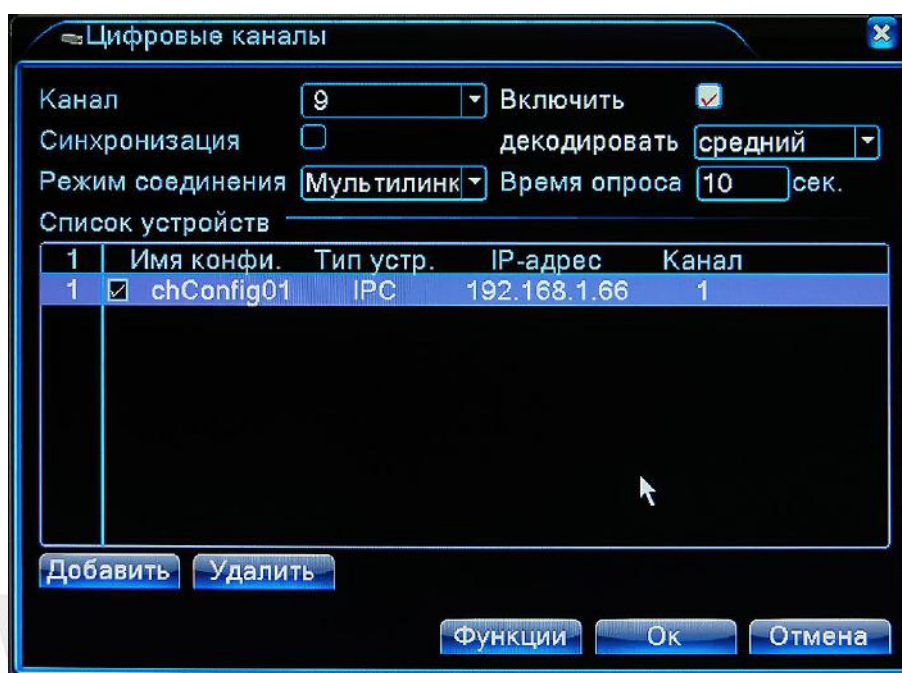 Цифровые каналы
Канал 9 Включить
Синхронизация декодировать средний
Режим соединения Мультилинк Время опроса 10 сек.
Список устройств
1 Имя конфи. Тип устр. IP-адрес Канал
1 chConfig01 IPC 192.168.1.66 1
Добавить Удалить
Функции Ок Отмена